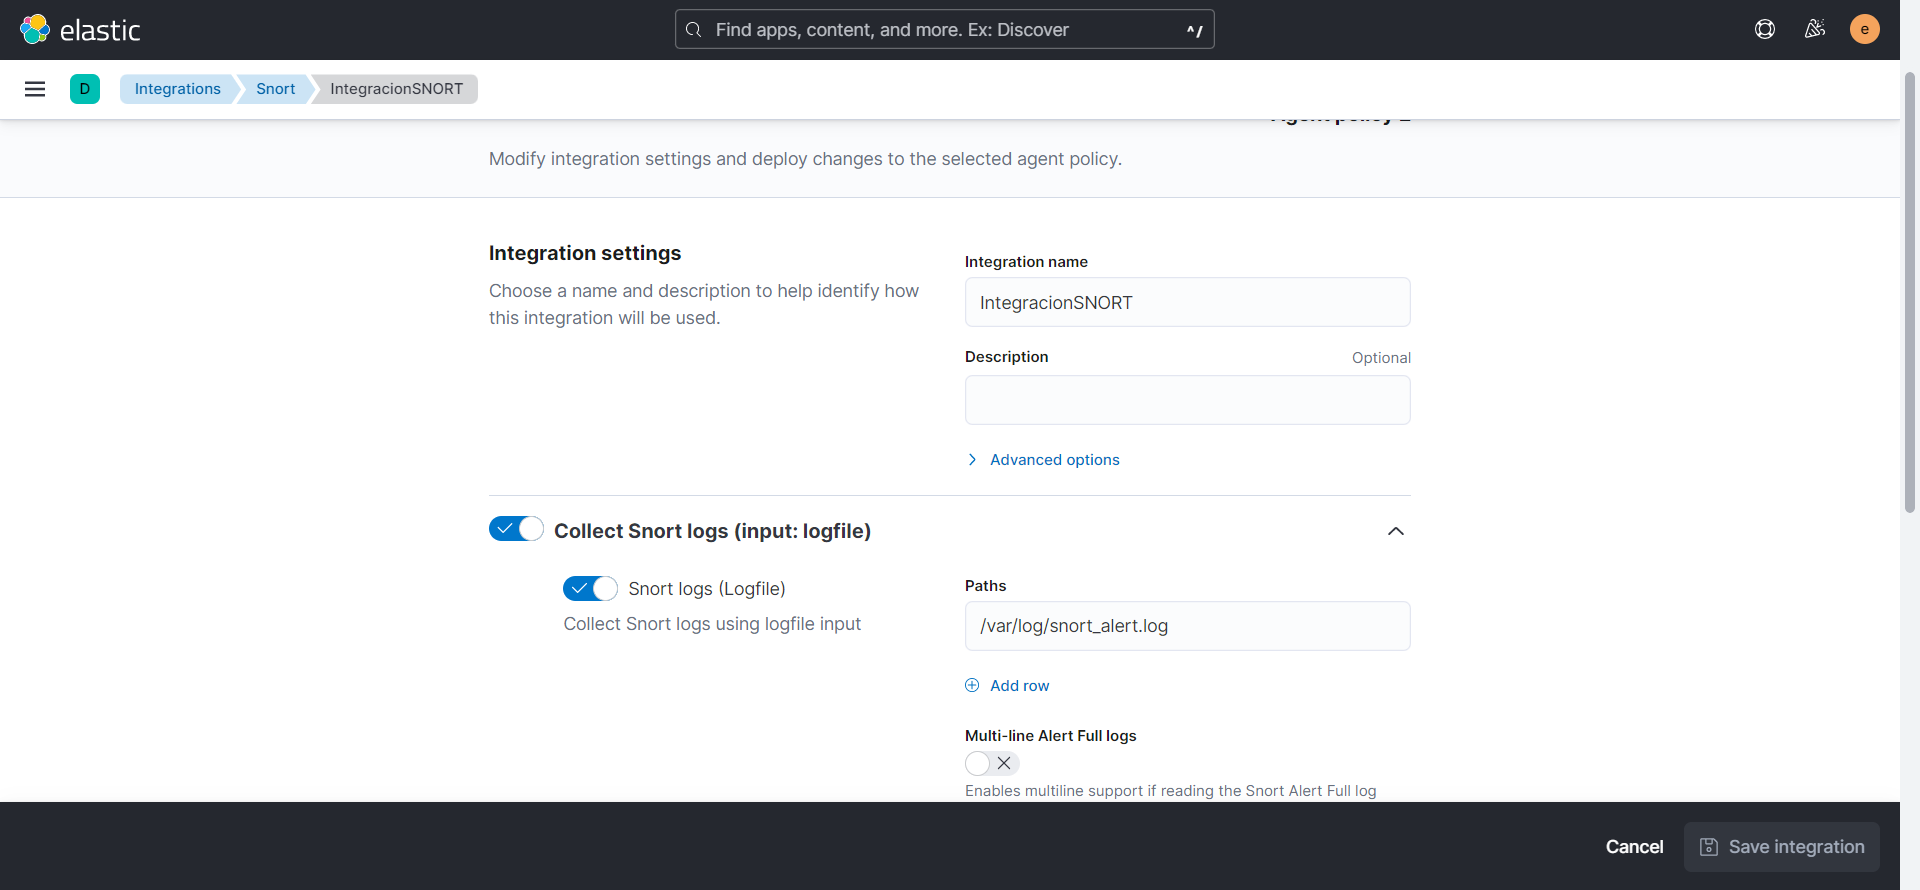 elastic
Find apps, content, and more. Ex: Discover
^/
e
D
Integrations
Snort
IntegracionSNORT
Agent policy 2
Modify integration settings and deploy changes to the selected agent policy.
Integration settings
Choose a name and description to help identify how
this integration will be used.
Integration name
IntegracionSNORT
Description
Optional
Advanced options
Collect Snort logs (input: logfile)
Snort logs (Logfile)
Collect Snort logs using logfile input
Paths
/var/log/snort_alert.log
Add row
Multi-line Alert Full logs
Enables multiline support if reading the Snort Alert Full log
Cancel
Save integration